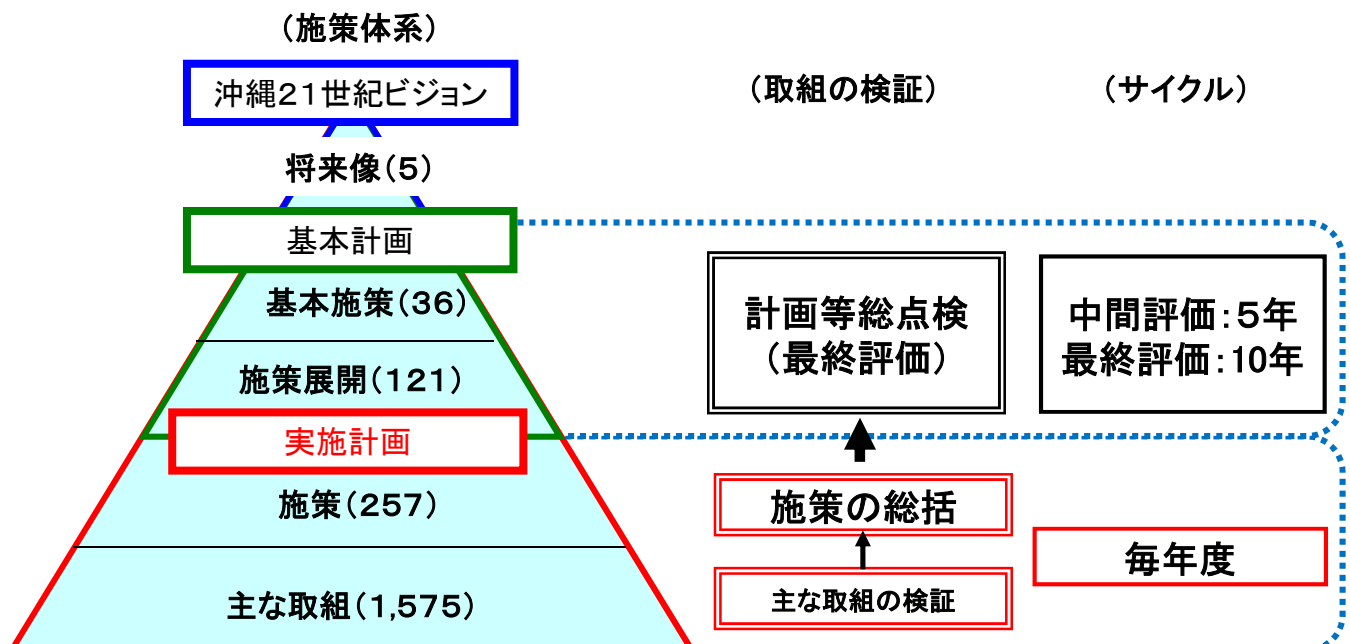 (施策体系)
沖縄21世紀ビジョン
(取組の検証)
(サイクル)
将来像(5)
基本計画
基本施策(36)
施策展開(121)
計画等総点検
(最終評価)
中間評価:5年
最終評価:10年
実施計画
施策(257)
施策の総括
毎年度
主な取組(1,575)
主な取組の検証